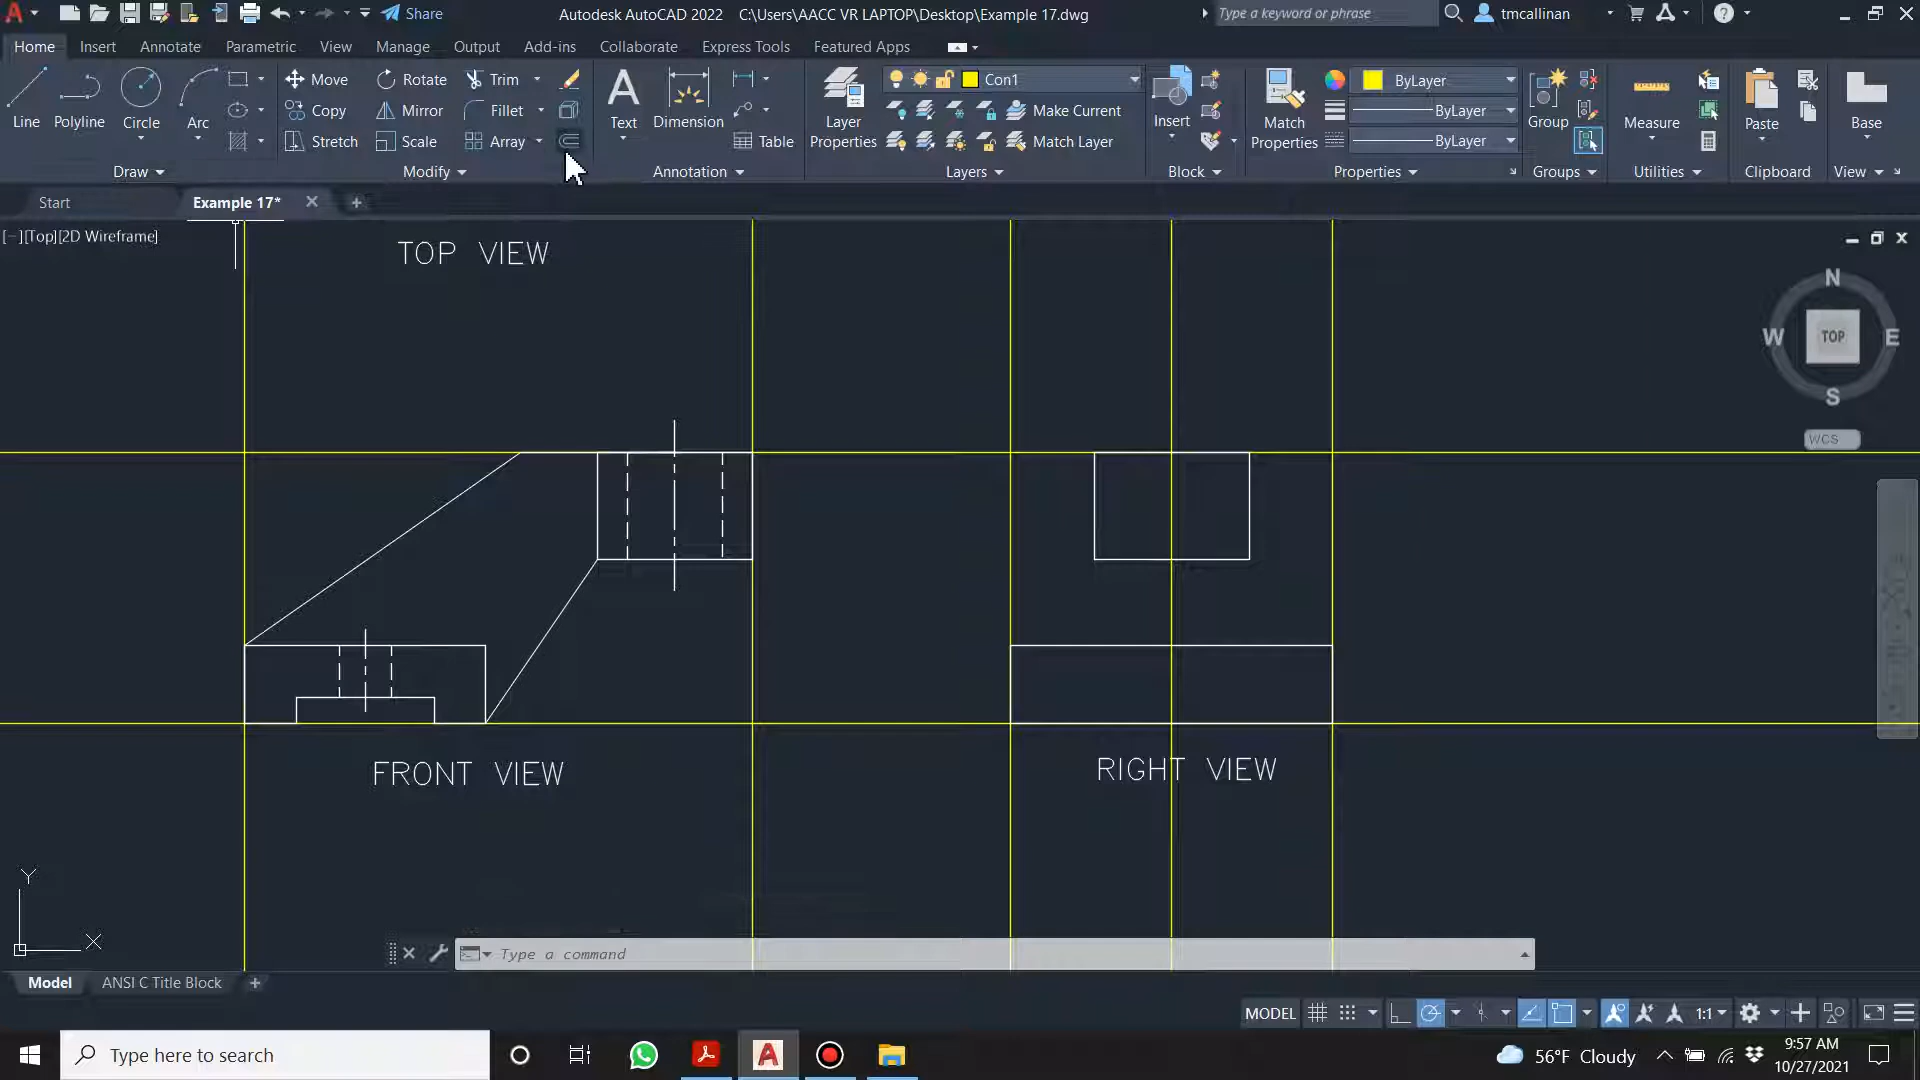 Share
Autodesk AutoCAD 2022 C:\Users\AACC VR LAPTOP\Desktop\Example 17.dwg
Type a keyword or phrase
tmcallinan
Home Insert Annotate Parametric View Manage Output Add-ins Collaborate Express Tools Featured Apps
Line Polyline Circle Arc
Move Rotate Trim
Copy Mirror Fillet
Stretch Scale Array
Text Dimension Table
Layer Properties
Con1
Make Current
Match Layer
Insert
Match Properties
ByLayer
ByLayer
ByLayer
Group
Measure
Paste
Base
Draw Modify Annotation Layers Block Properties Groups Utilities Clipboard View
Start Example 17*
[−][Top][2D Wireframe]
TOP VIEW
N
W TOP E
S
WCS
FRONT VIEW
RIGHT VIEW
Y
X
Type a command
Model ANSI C Title Block
MODEL 1:1
Type here to search
56°F Cloudy
9:57 AM
10/27/2021